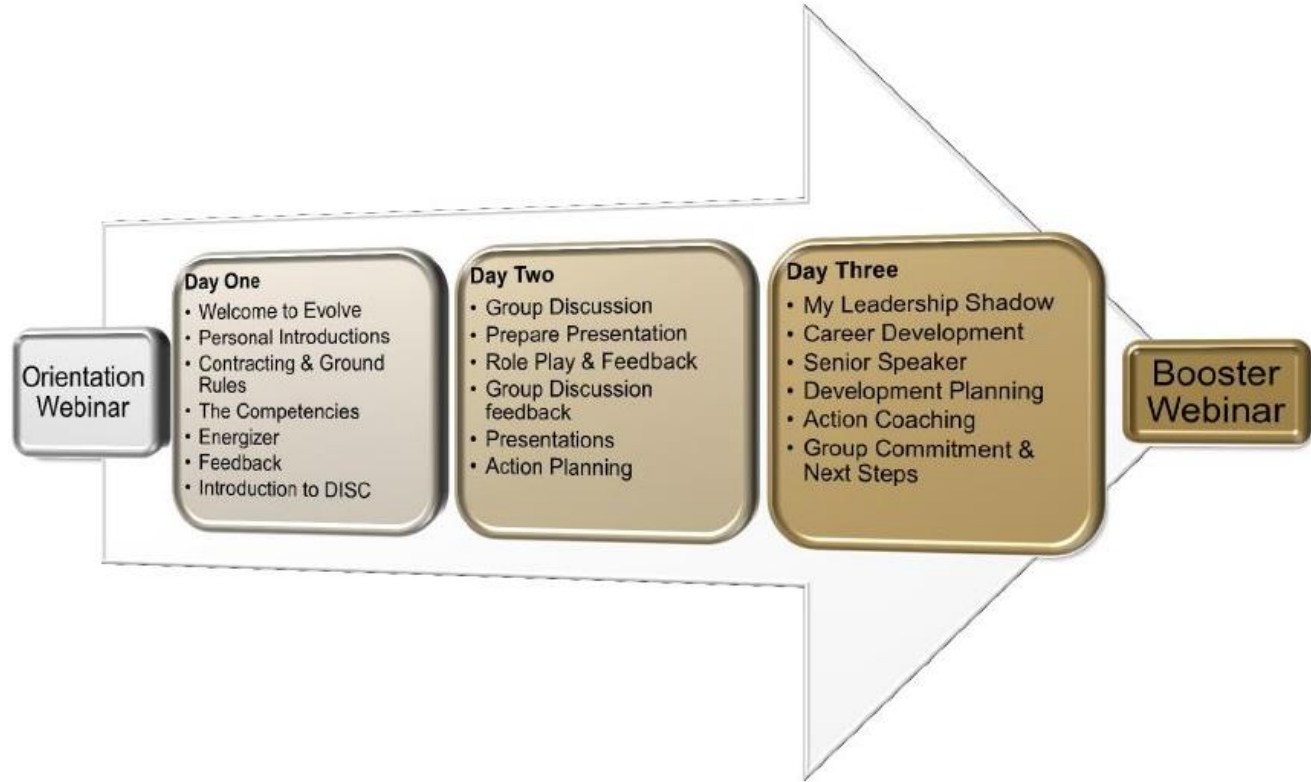 Orientation
Webinar
Day One
• Welcome to Evolve
• Personal Introductions
• Contracting & Ground
Rules
• The Competencies
• Energizer
• Feedback
• Introduction to DISC
Day Two
• Group Discussion
• Prepare Presentation
• Role Play & Feedback
• Group Discussion
feedback
• Presentations
• Action Planning
Day Three
• My Leadership Shadow
• Career Development
• Senior Speaker
• Development Planning
• Action Coaching
• Group Commitment &
Next Steps
Booster
Webinar